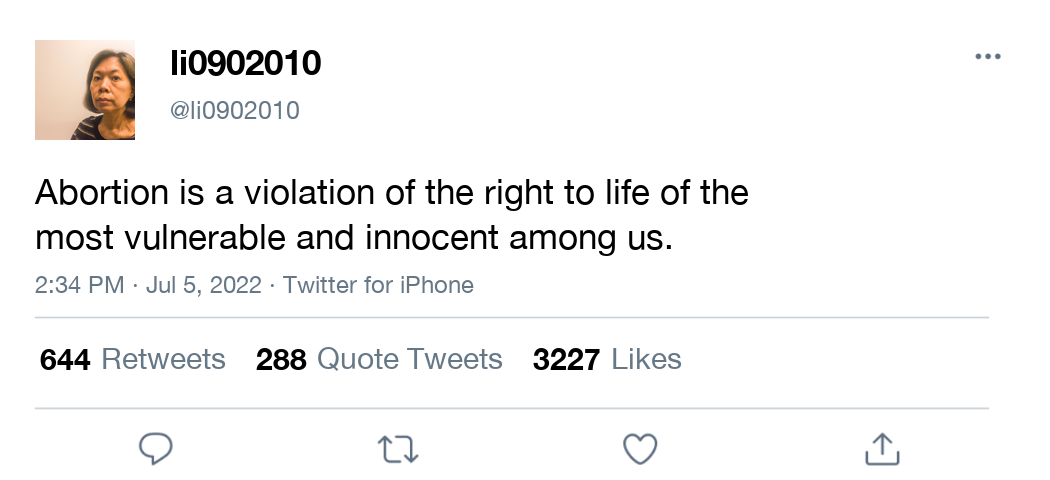 li0902010
@li0902010
Abortion is a violation of the right to life of the
most vulnerable and innocent among us.
2:34 PM · Jul 5, 2022 · Twitter for iPhone
644 Retweets 288 Quote Tweets 3227 Likes